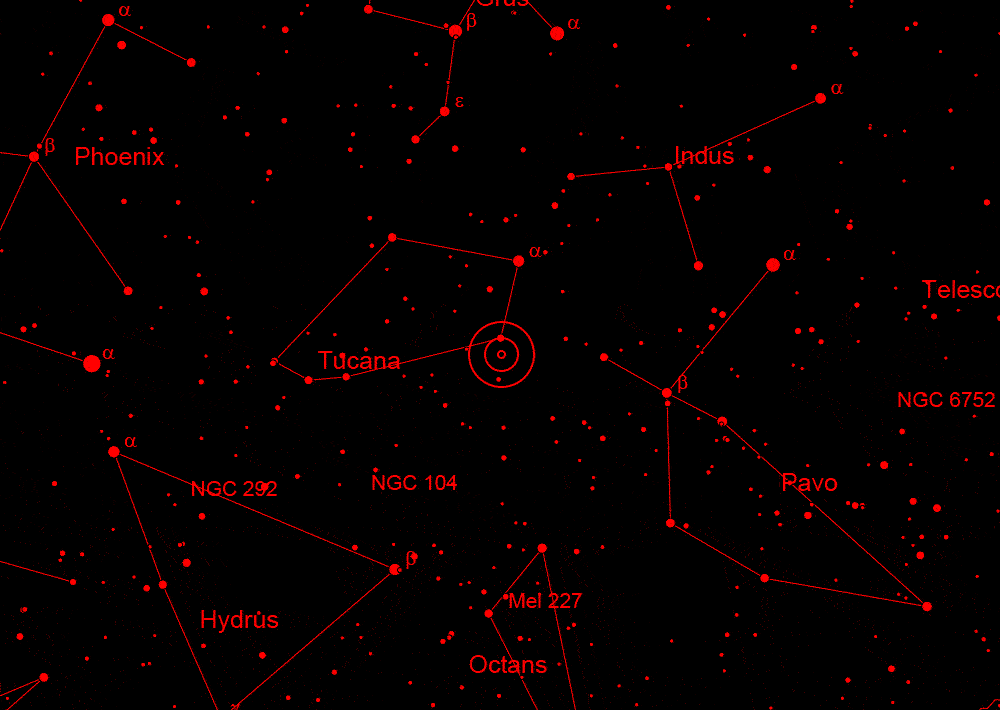 Grus
α
β
α
ε
α
β
Phoenix
Indus
α
α
Telesco
α
Tucana
β
NGC 6752
α
NGC 292
NGC 104
Pavo
β
Mel 227
Hydrus
Octans